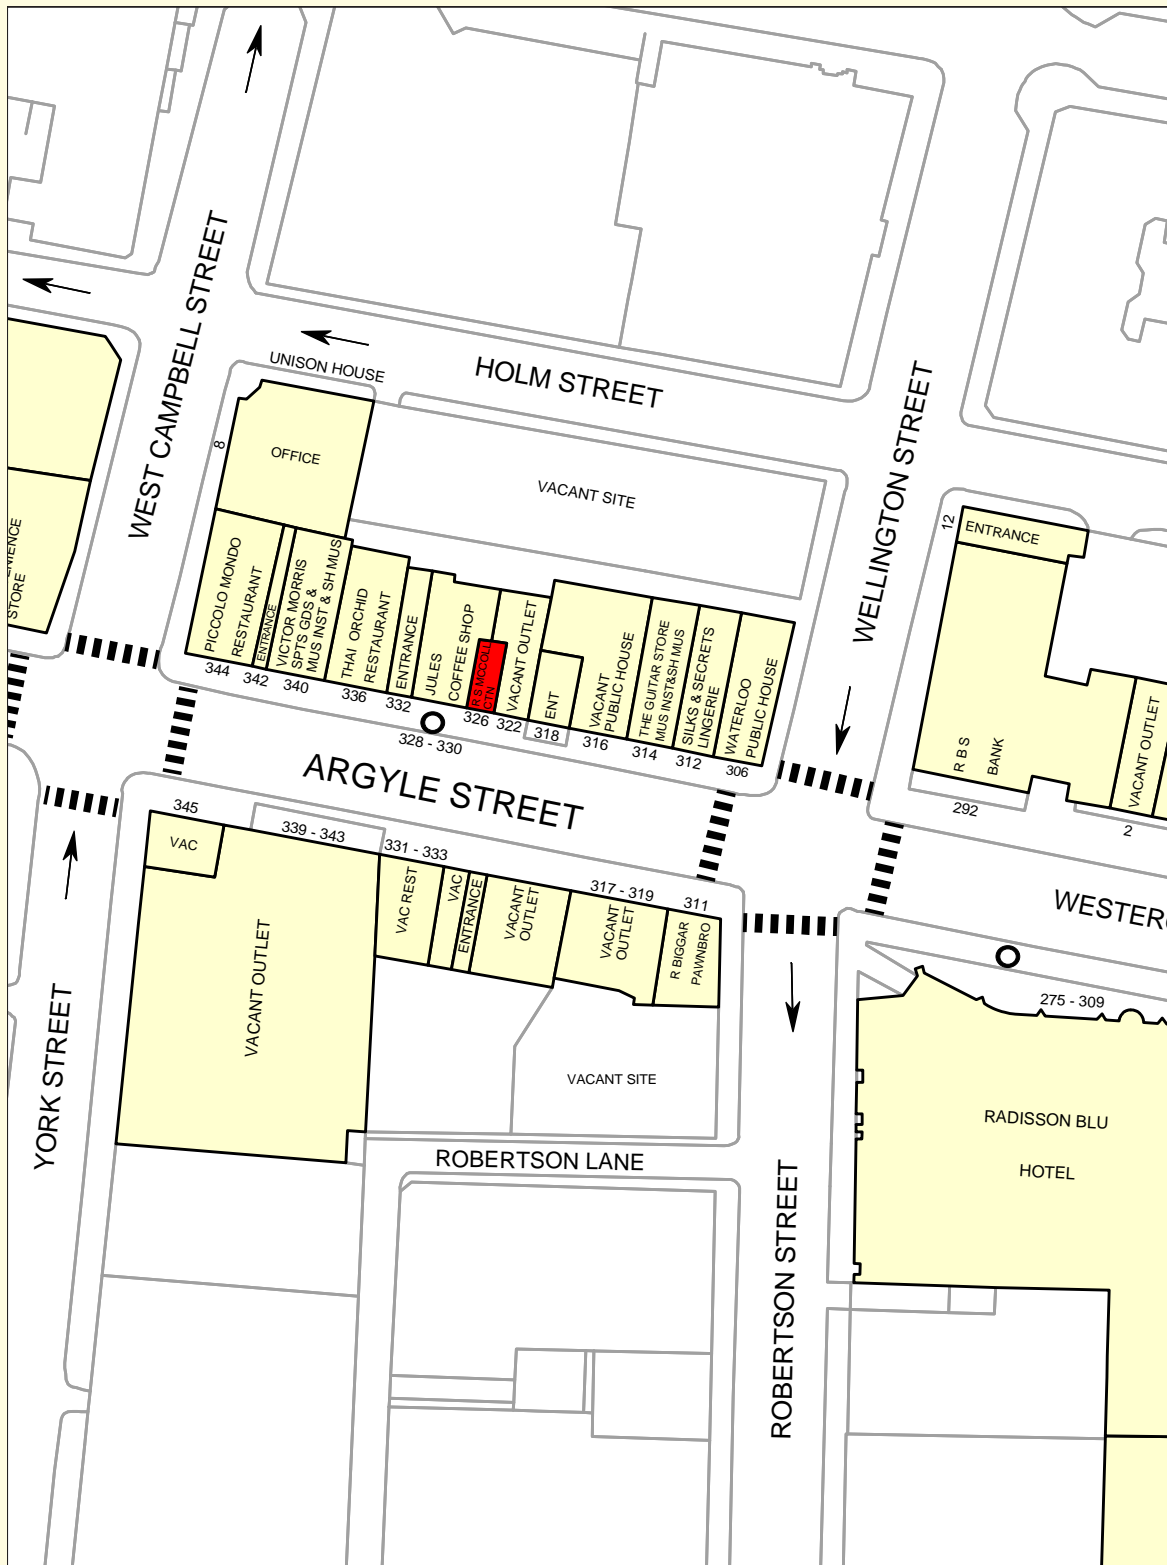 WEST CAMPBELL STREET
UNISON HOUSE
HOLM STREET
WELLINGTON STREET
8
OFFICE
VACANT SITE
12
ENTRANCE
STORE
PICCOLO MONDO
RESTAURANT
ENTRANCE
VICTOR MORRIS
SPTS GDS &
MUS INST & SH MUS
THAI ORCHID
RESTAURANT
ENTRANCE
JULES
COFFEE SHOP
R S MCCOLL
CTN
VACANT OUTLET
ENT
VACANT
PUBLIC HOUSE
THE GUITAR STORE
MUS INST&SH MUS
SILKS & SECRETS
LINGERIE
WATERLOO
PUBLIC HOUSE
R B S
BANK
VACANT OUTLET
344
342
340
336
332
328 - 330
326
322
318
316
314
312
306
292
2
ARGYLE STREET
345
VAC
339 - 343
331 - 333
317 - 319
311
VACANT OUTLET
VAC REST
VAC
ENTRANCE
VACANT
OUTLET
VACANT
OUTLET
R BIGGAR
PAWNBRO
275 - 309
YORK STREET
VACANT SITE
RADISSON BLU
HOTEL
ROBERTSON LANE
ROBERTSON STREET